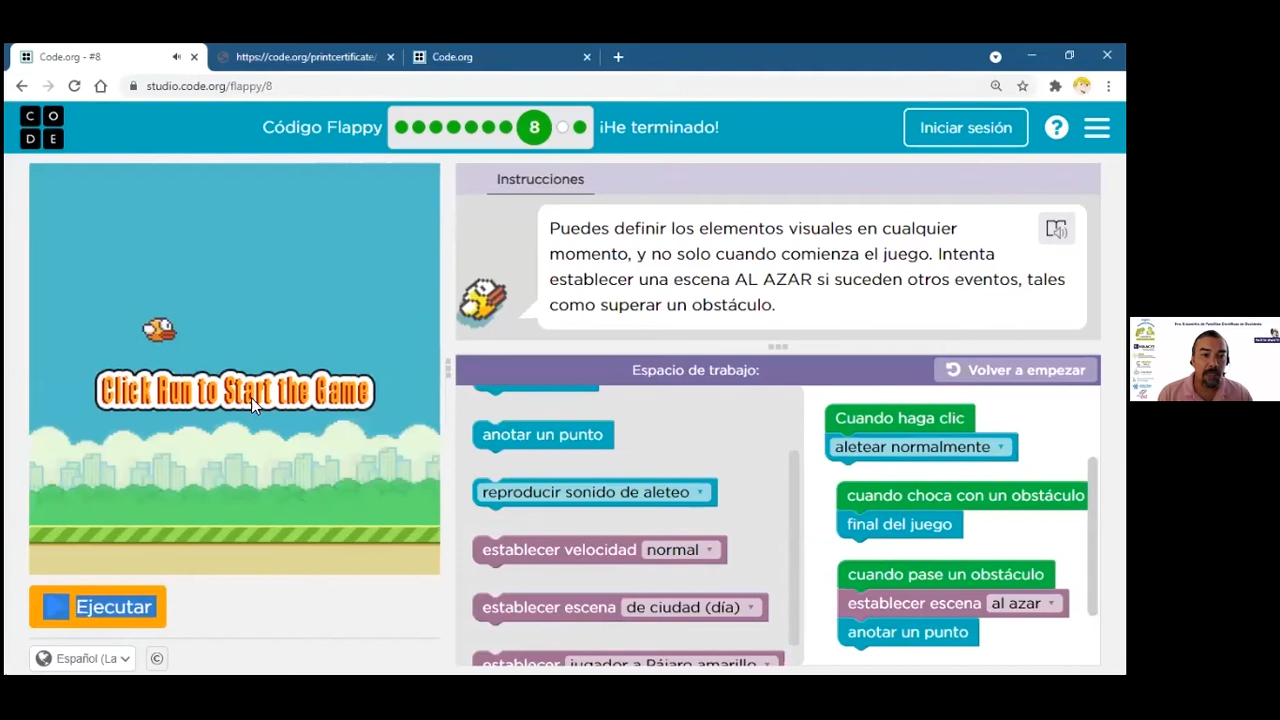 Code.org - #8
https://code.org/printcertificate/
Code.org
studio.code.org/flappy/8
C O
D E
Código Flappy
8
¡He terminado!
Iniciar sesión
?
Click Run to Start the Game
Ejecutar
Español (La
©
Instrucciones
Puedes definir los elementos visuales en cualquier
momento, y no solo cuando comienza el juego. Intenta
establecer una escena AL AZAR si suceden otros eventos, tales
como superar un obstáculo.
Espacio de trabajo:
Volver a empezar
anotar un punto
reproducir sonido de aleteo
establecer velocidad normal
establecer escena de ciudad (día)
establecer jugador a Pájaro amarillo
Cuando haga clic
aletear normalmente
cuando choca con un obstáculo
final del juego
cuando pase un obstáculo
establecer escena al azar
anotar un punto